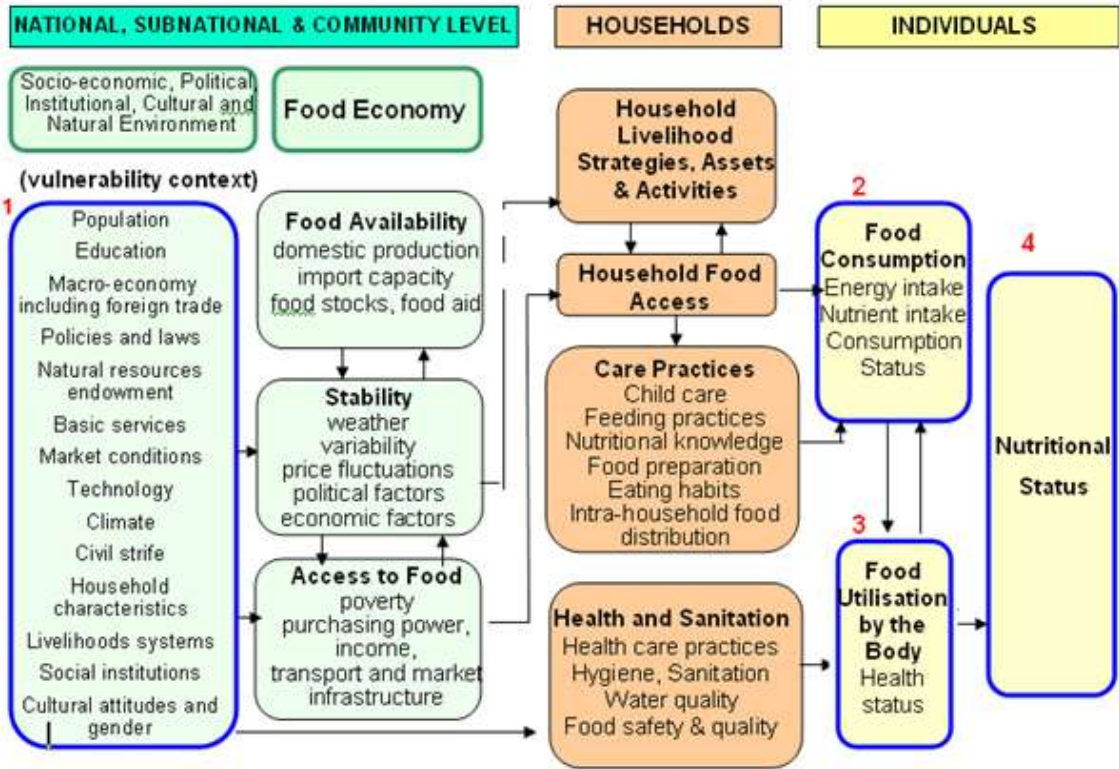 NATIONAL, SUBNATIONAL & COMMUNITY LEVEL
HOUSEHOLDS
INDIVIDUALS
Socio-economic, Political,
Institutional, Cultural and
Natural Environment
Food Economy
(vulnerability context)
1
Population
Education
Macro-economy
including foreign trade
Policies and laws
Natural resources
endowment
Basic services
Market conditions
Technology
Climate
Civil strife
Household
characteristics
Livelihoods systems
Social institutions
Cultural attitudes and
gender
Food Availability
domestic production
import capacity
food stocks, food aid
Stability
weather
variability
price fluctuations
political factors
economic factors
Access to Food
poverty
purchasing power,
income,
transport and market
infrastructure
Household
Livelihood
Strategies, Assets
& Activities
Household Food
Access
Care Practices
Child care
Feeding practices
Nutritional knowledge
Food preparation
Eating habits
Intra-household food
distribution
Health and Sanitation
Health care practices
Hygiene, Sanitation
Water quality
Food safety & quality
2
Food
Consumption
Energy intake
Nutrient intake
Consumption
Status
3
Food
Utilisation
by the
Body
Health
status
4
Nutritional
Status